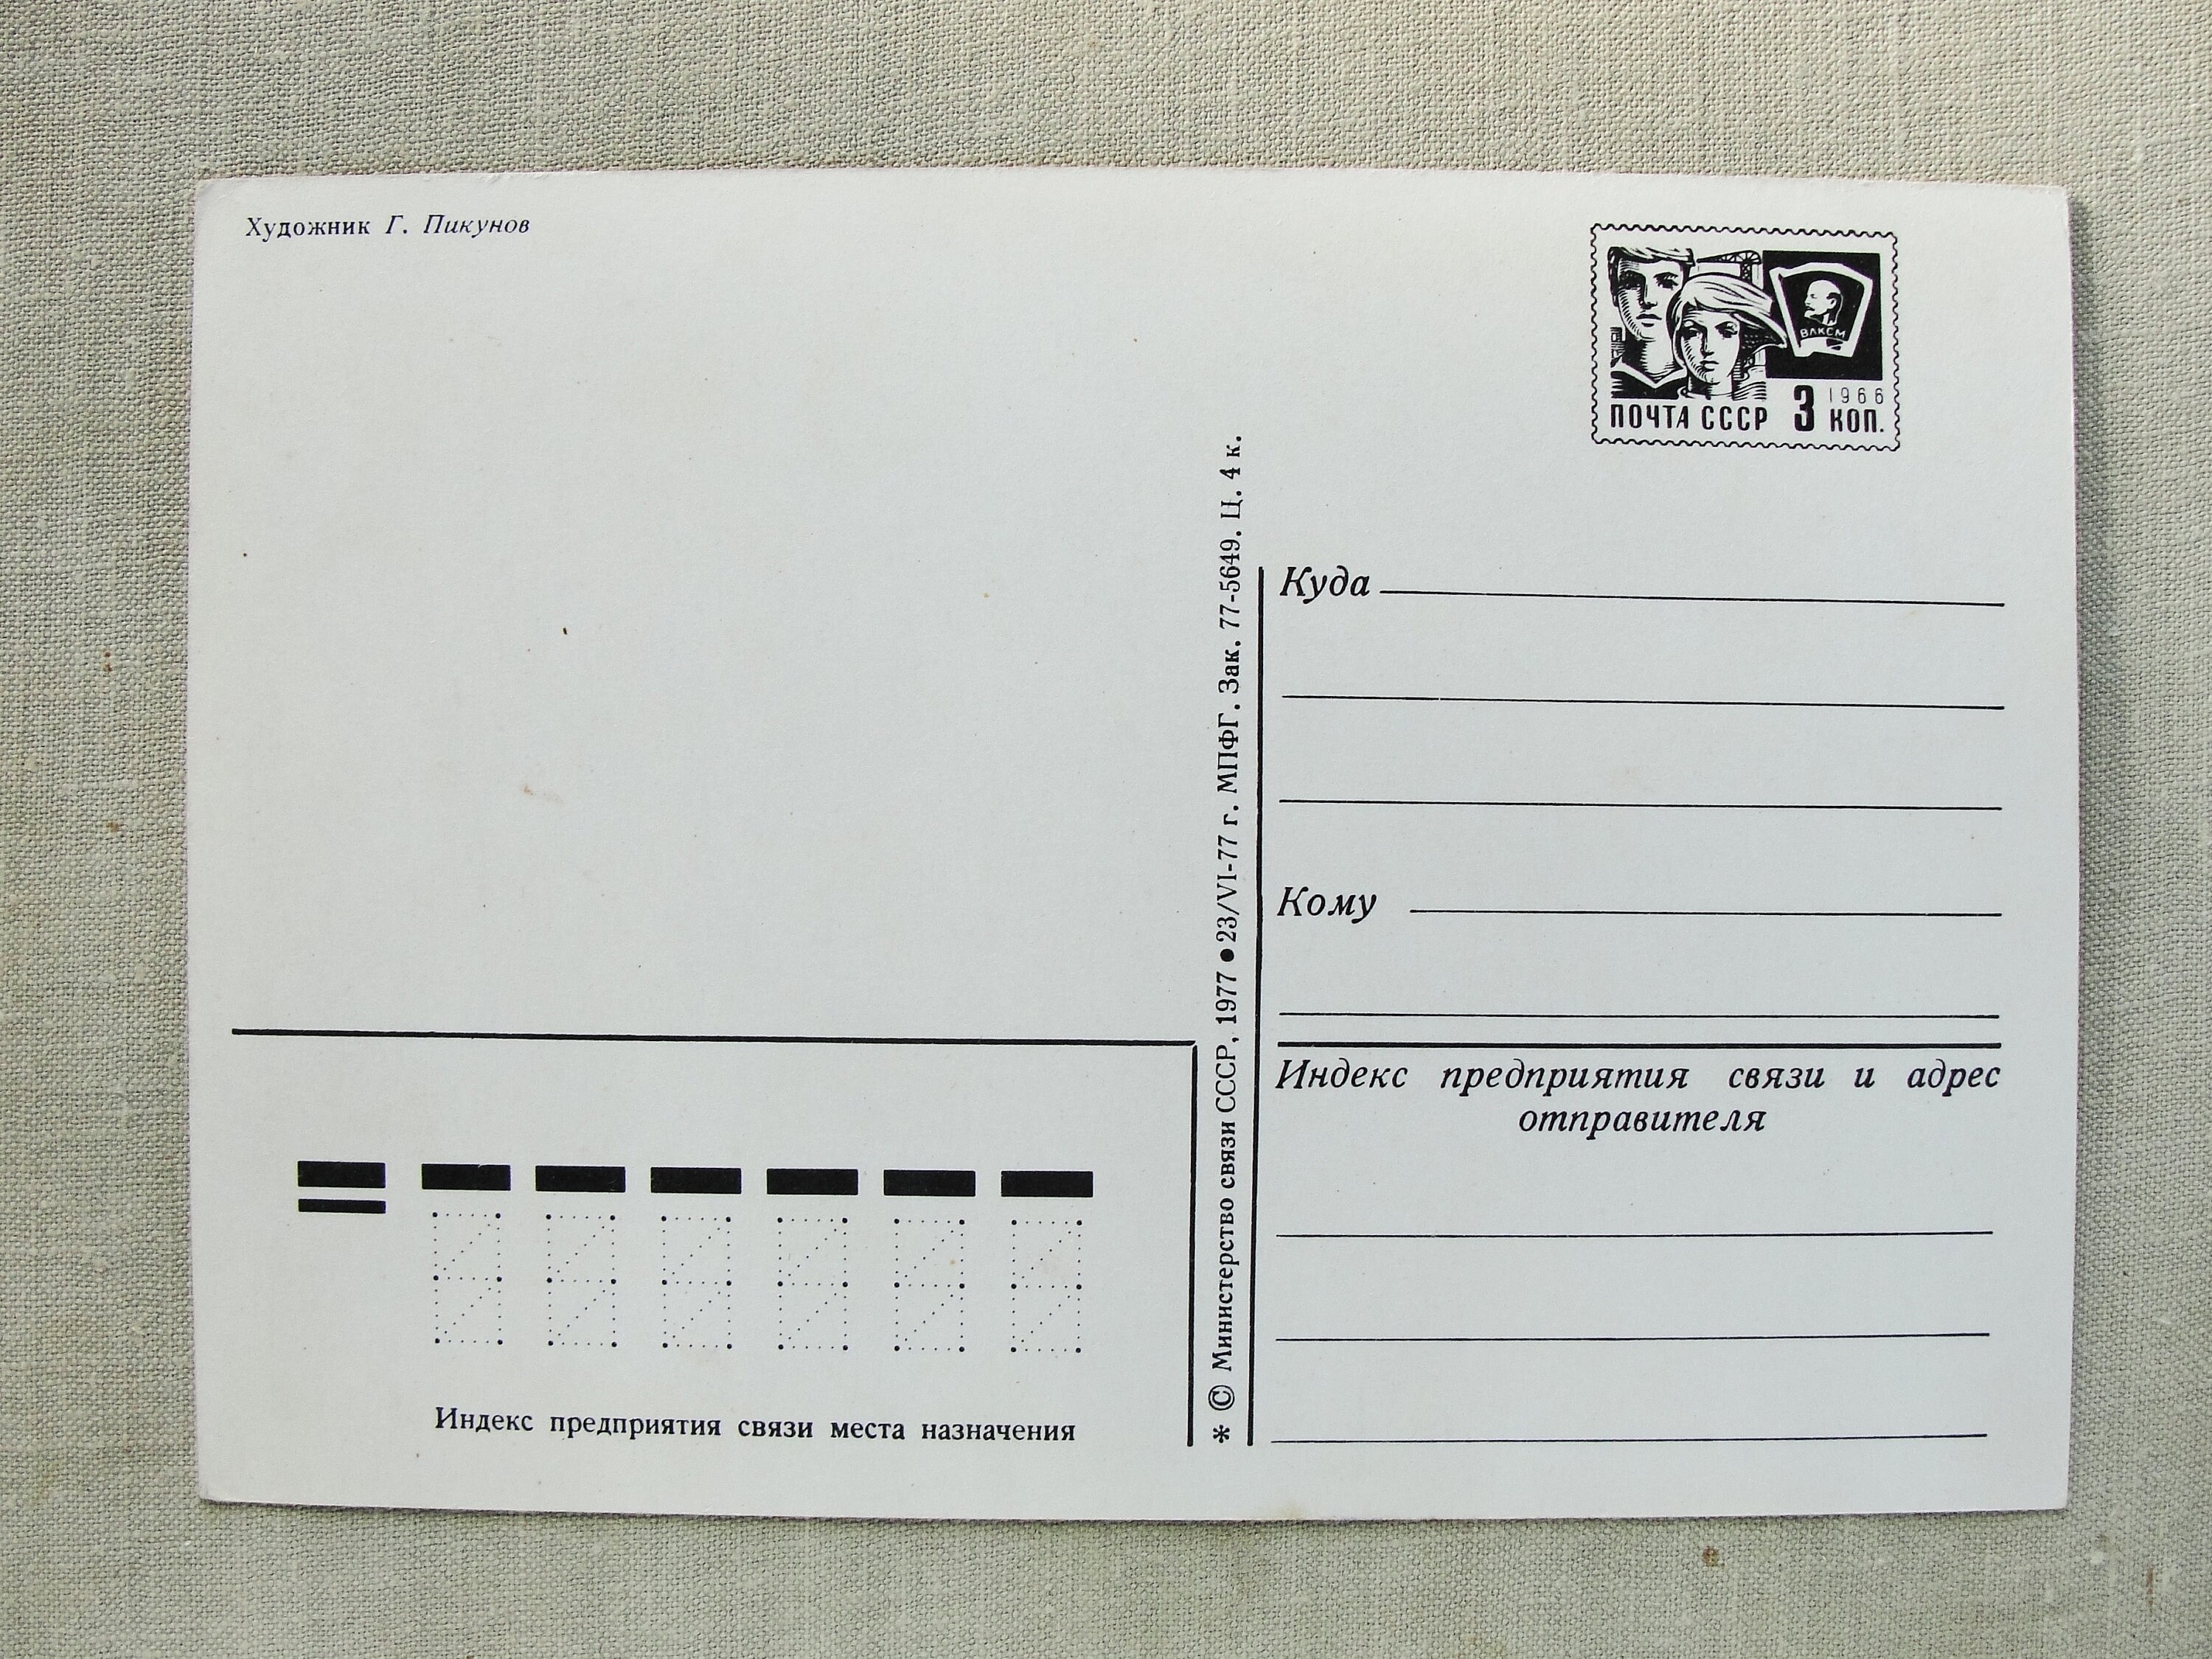 Художник Г. Пикунов
ВЛКСМ
1966
ПОЧТА СССР 3 КОП.
* © Министерство связи СССР, 1977 ● 23/VI-77 г. МПФГ. Зак. 77-5649. Ц. 4 к.
Куда
Кому
Индекс предприятия связи и адрес
отправителя
Индекс предприятия связи места назначения